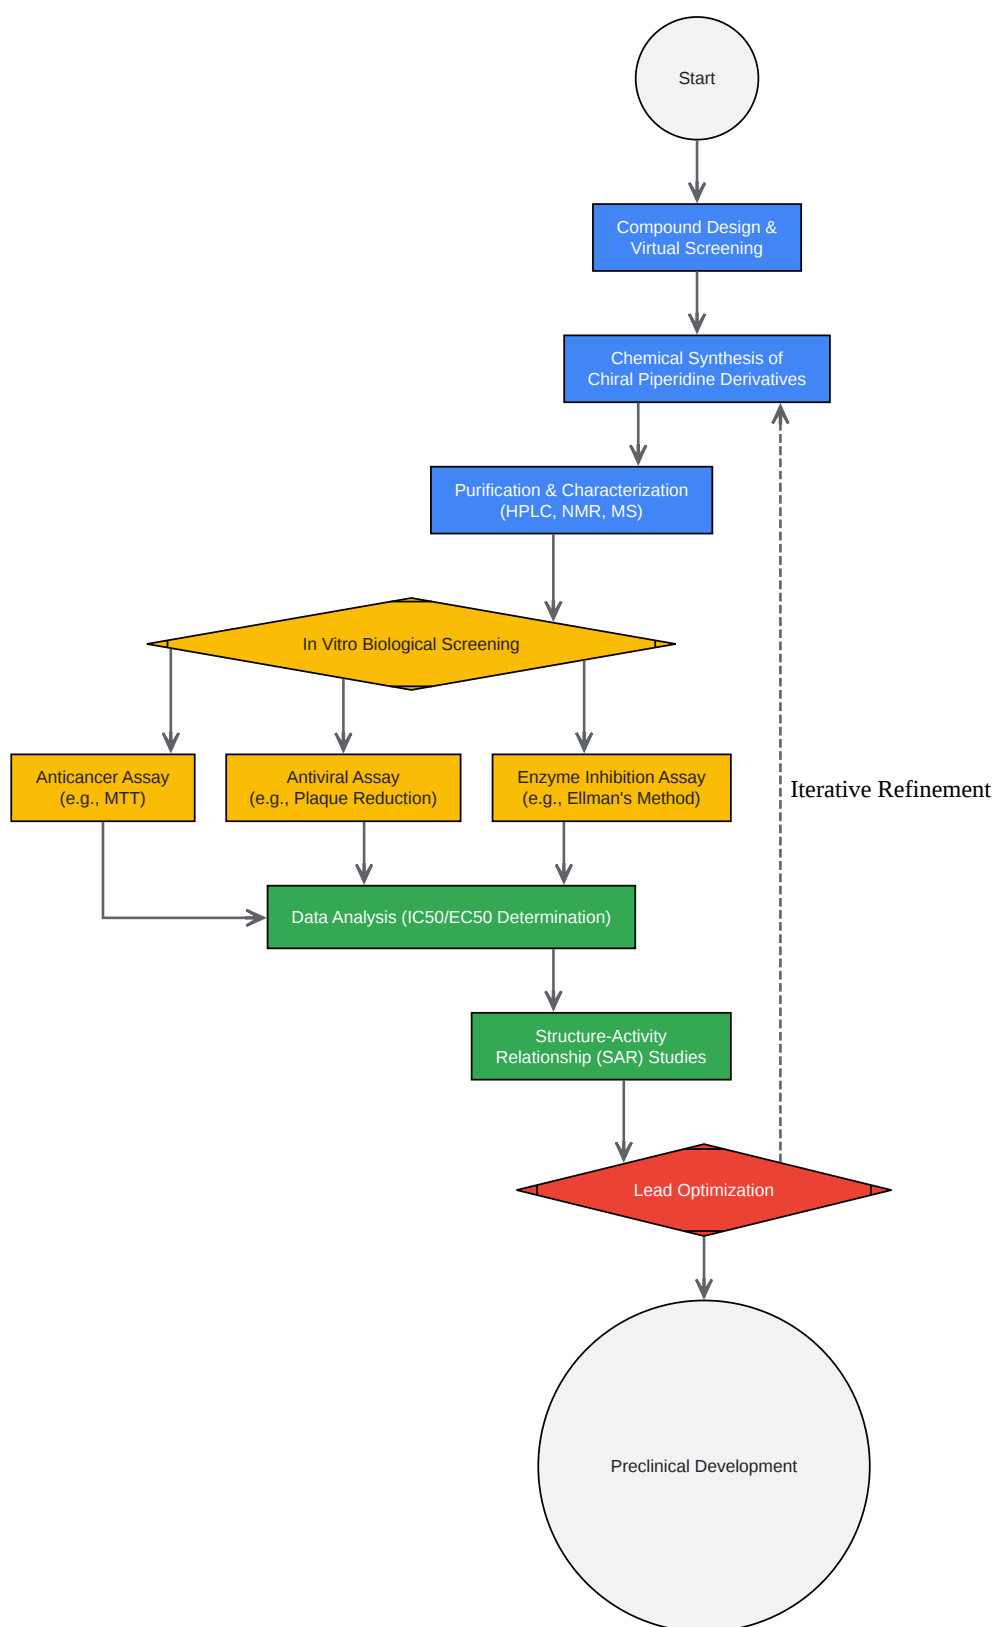 Start
Compound Design &
Virtual Screening
Chemical Synthesis of
Chiral Piperidine Derivatives
Purification & Characterization
(HPLC, NMR, MS)
In Vitro Biological Screening
Anticancer Assay
(e.g., MTT)
Antiviral Assay
(e.g., Plaque Reduction)
Enzyme Inhibition Assay
(e.g., Ellman's Method)
Iterative Refinement
Data Analysis (IC50/EC50 Determination)
Structure-Activity
Relationship (SAR) Studies
Lead Optimization
Preclinical Development